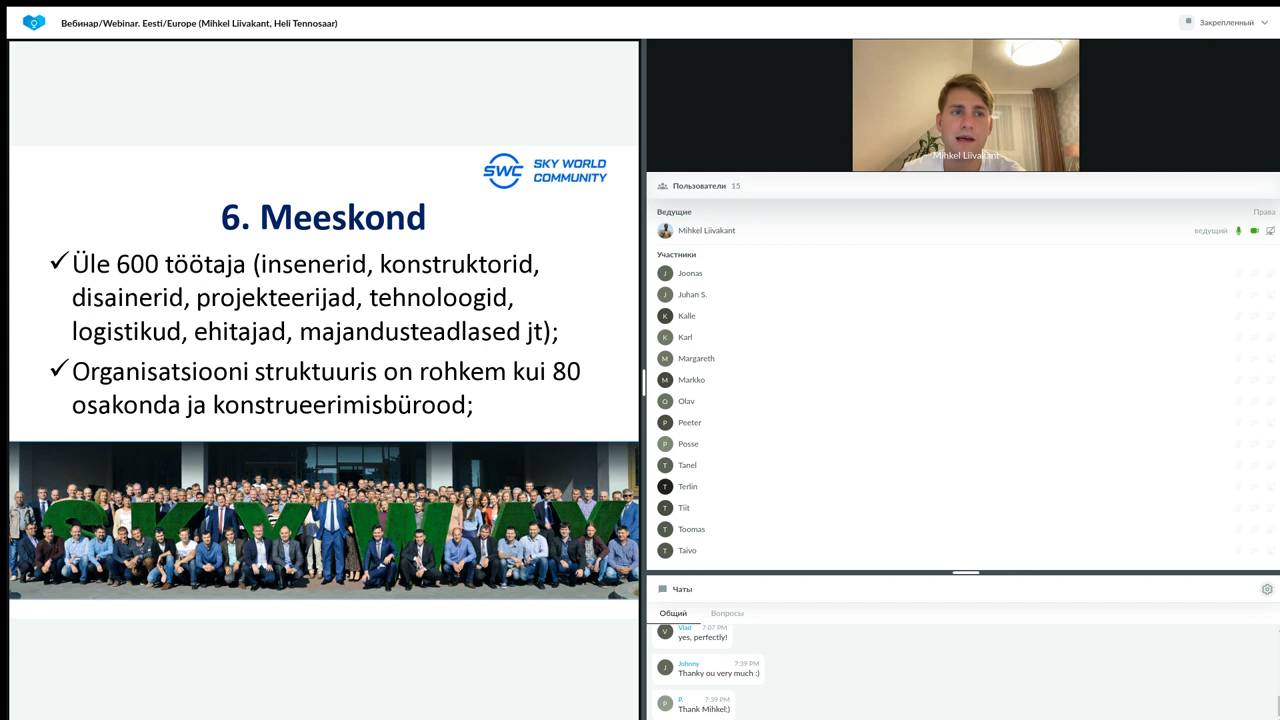 Вебинар/Webinar. Eesti/Europe (Mihkel Liivakant, Heli Tennosaar)
Закрепленный
SWC SKY WORLD
COMMUNITY
6. Meeskond
✓Üle 600 töötaja (insenerid, konstruktorid,
disainerid, projekteerijad, tehnoloogid,
logistikud, ehitajad, majandusteadlased jt);
✓Organisatsiooni struktuuris on rohkem kui 80
osakonda ja konstrueerimisbürood;
SKYWAY
Mihkel Liivakant
Пользователи 15
Ведущие Права
Mihkel Liivakant ведущий
Участники
J Joonas
J Juhan S.
K Kalle
K Karl
M Margareth
M Markko
O Olav
P Peeter
P Posse
T Tanel
T Terlin
T Tiit
T Toomas
T Taivo
Чаты
Общий Вопросы
V Vlad 7:07 PM
yes, perfectly!
J Johnny 7:39 PM
Thanky ou very much :)
P P. 7:39 PM
Thank Mihkel;)